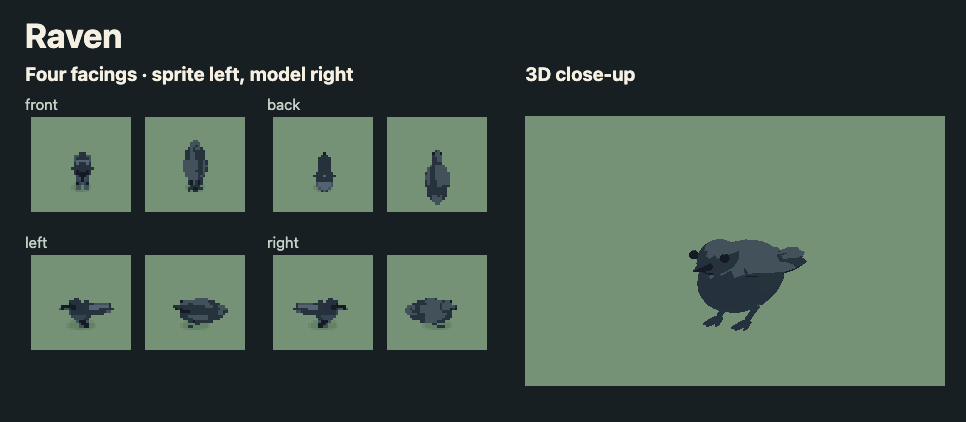 Raven
Four facings · sprite left, model right
3D close-up
front
back
left
right